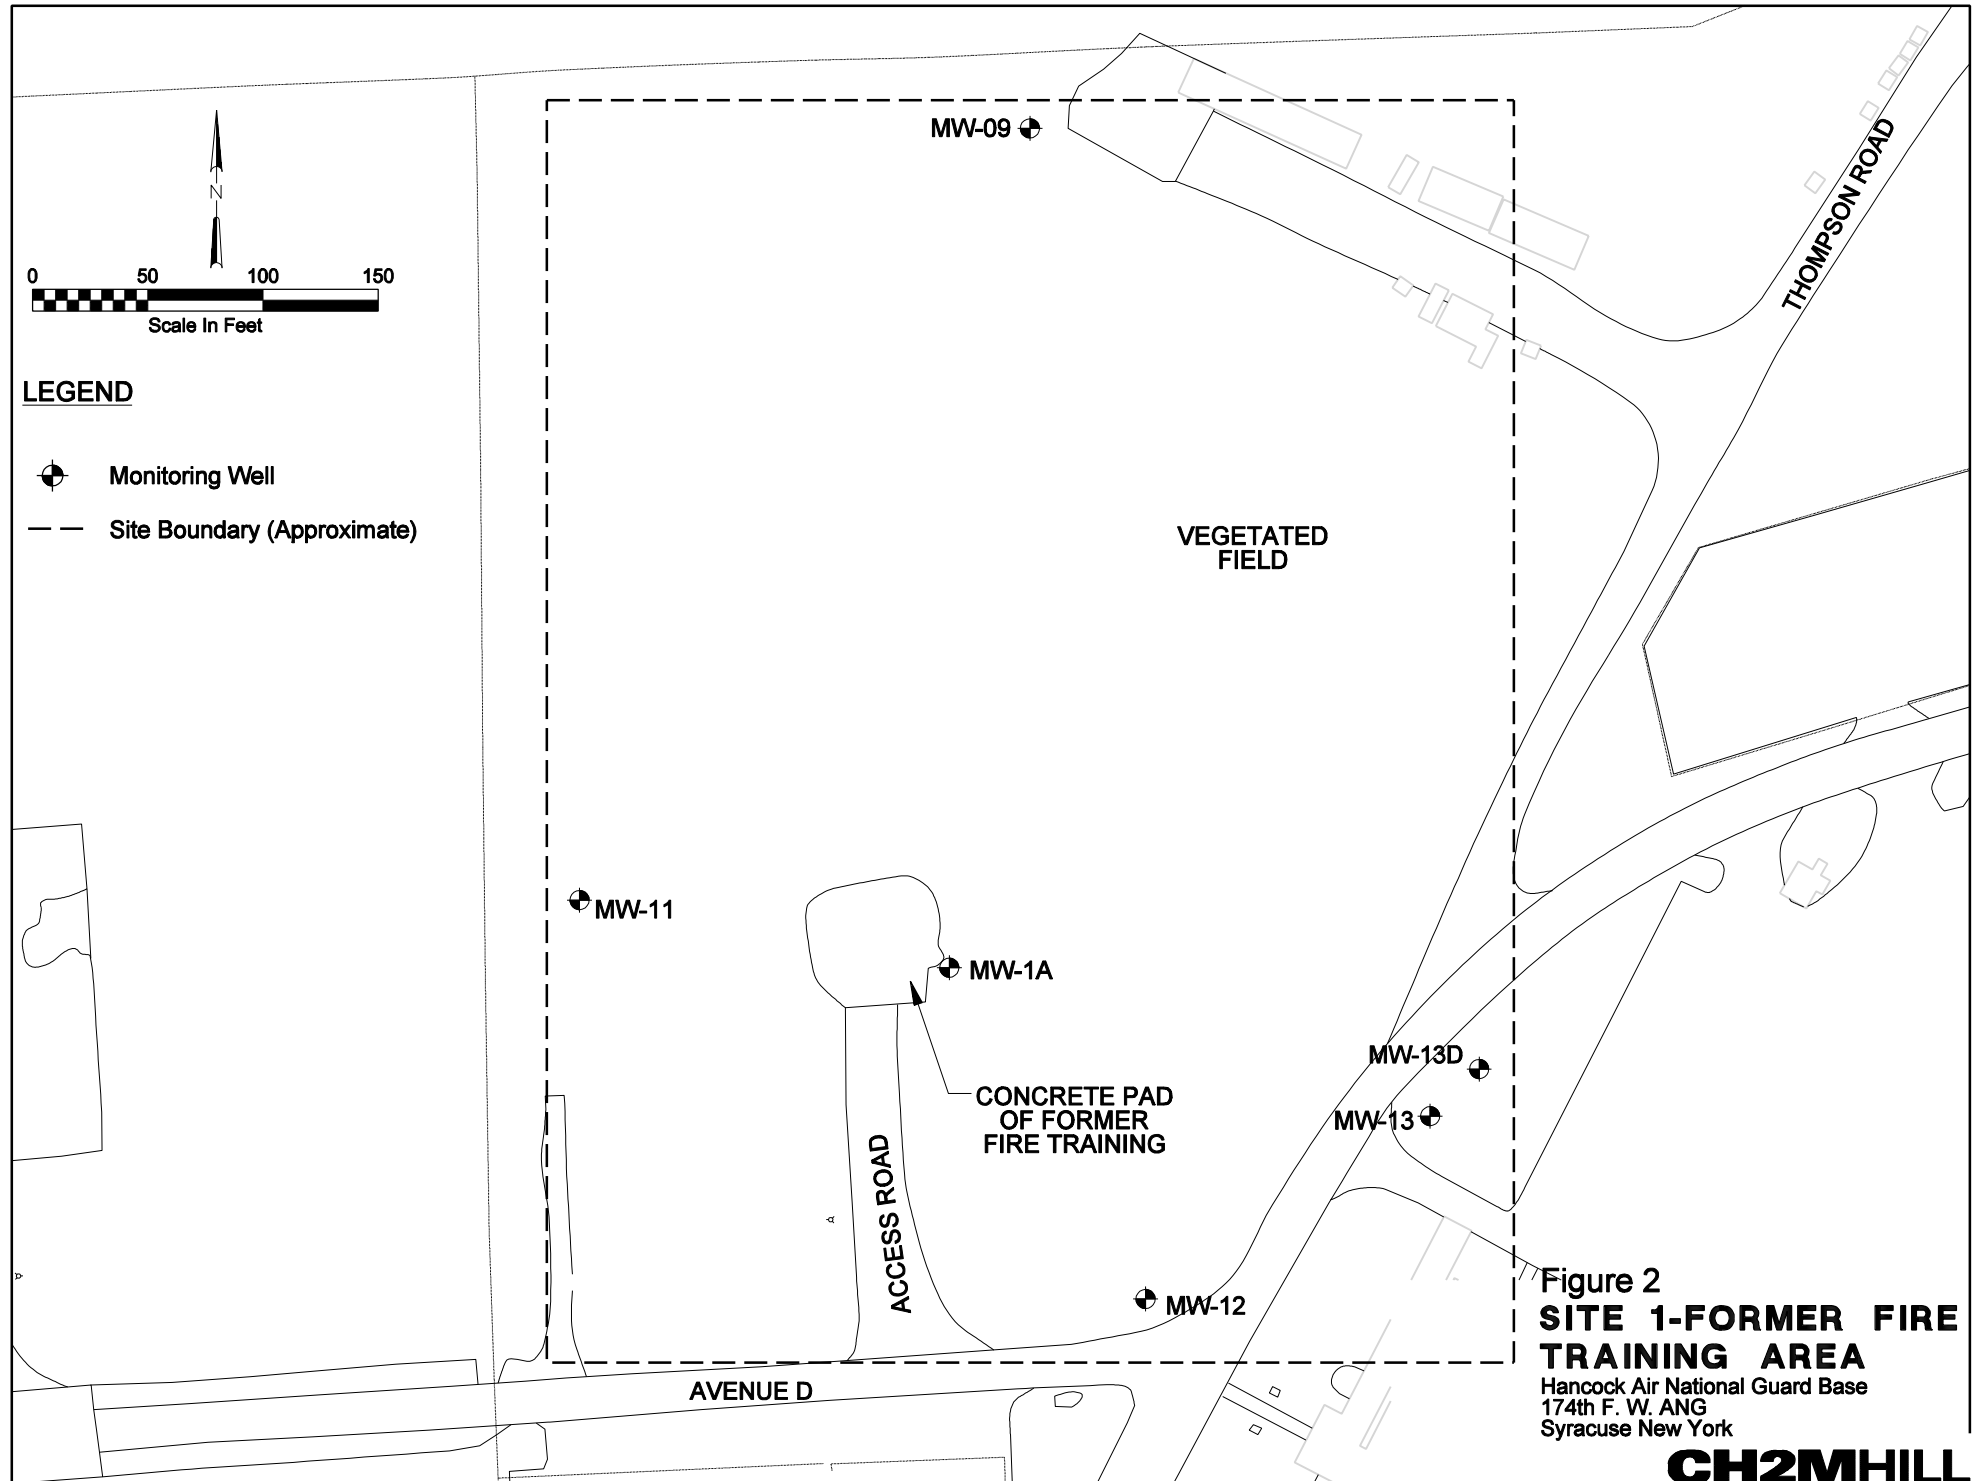 MW-09
THOMPSON ROAD
N
0 50 100 150
Scale In Feet
LEGEND
Monitoring Well
Site Boundary (Approximate)
VEGETATED
FIELD
MW-11
MW-1A
MW-13D
MW-13
CONCRETE PAD
OF FORMER
FIRE TRAINING
ACCESS ROAD
MW-12
AVENUE D
Figure 2
SITE 1-FORMER FIRE
TRAINING AREA
Hancock Air National Guard Base
174th F. W. ANG
Syracuse New York
CH2MHILL